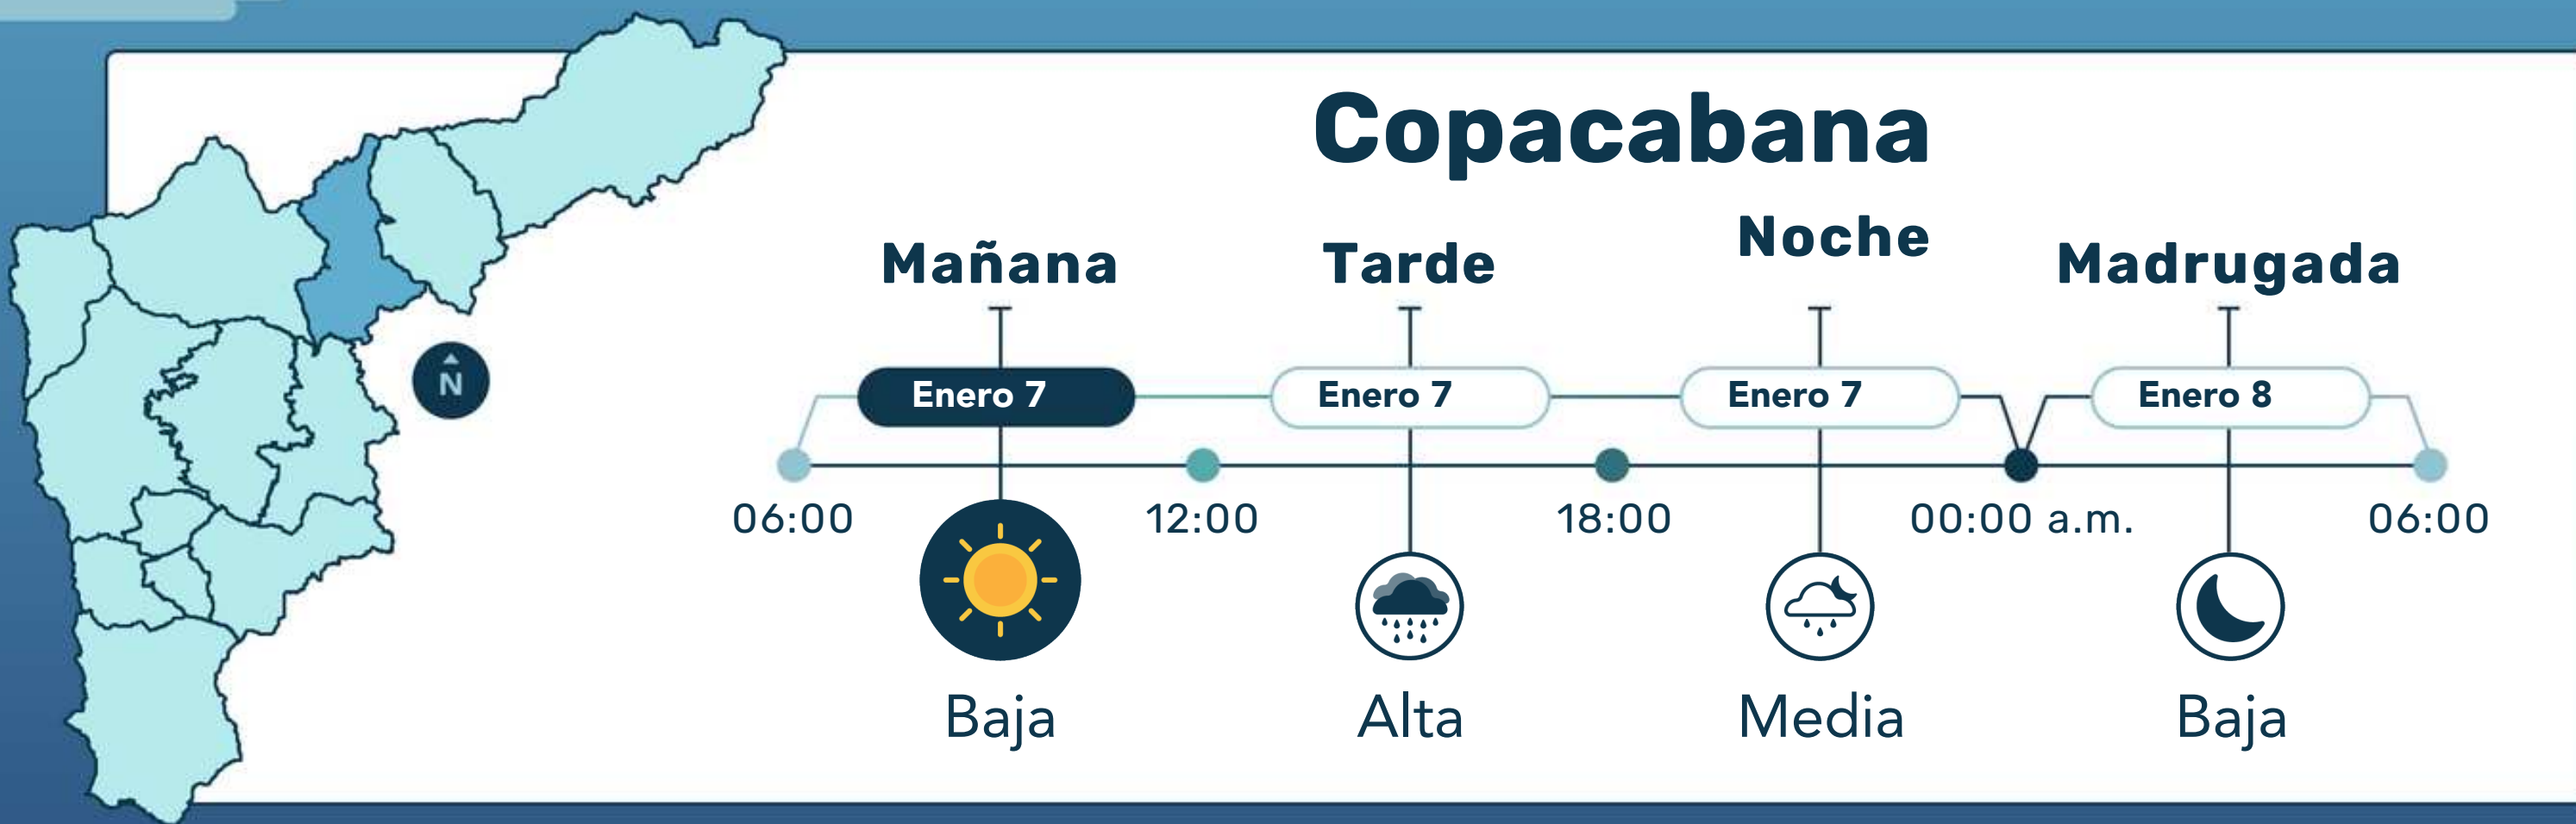 Copacabana
Mañana
Tarde
Noche
Madrugada
Enero 7
Enero 7
Enero 7
Enero 8
N
06:00
12:00
18:00
00:00 a.m.
06:00
Baja
Alta
Media
Baja